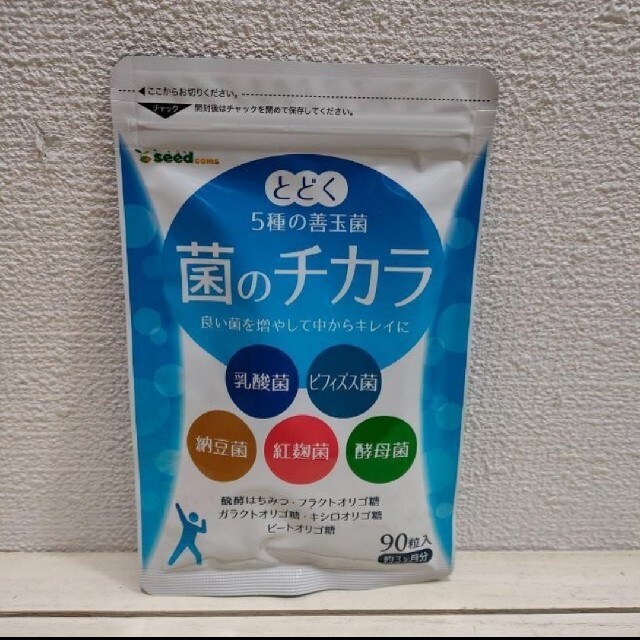 ◀ここからお切りください。
チャック 開封後はチャックを閉めて保存してください。
seedcoms
とどく
5種の善玉菌
菌のチカラ
良い菌を増やして中からキレイに
乳酸菌 ビフィズス菌
納豆菌 紅麹菌 酵母菌
醗酵はちみつ・フラクトオリゴ糖
ガラクトオリゴ糖・キシロオリゴ糖
ビートオリゴ糖
90粒入
約3ヶ月分